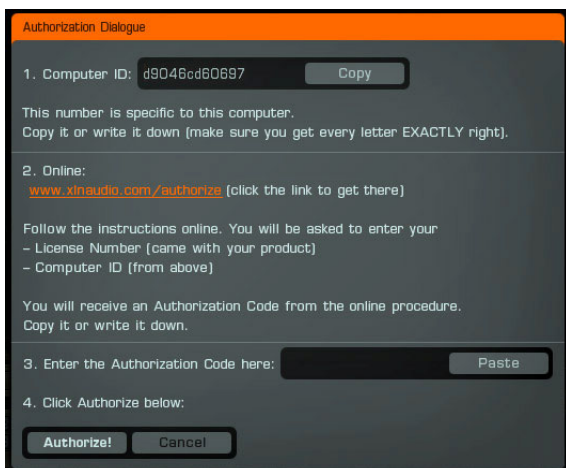 Authorization Dialogue
1. Computer ID: d9046cd60697 Copy
This number is specific to this computer.
Copy it or write it down (make sure you get every letter EXACTLY right).
2. Online:
www.xlnaudio.com/authorize (click the link to get there)
Follow the instructions online. You will be asked to enter your
– License Number (came with your product)
– Computer ID (from above)
You will receive an Authorization Code from the online procedure.
Copy it or write it down.
3. Enter the Authorization Code here: Paste
4. Click Authorize below:
Authorize! Cancel